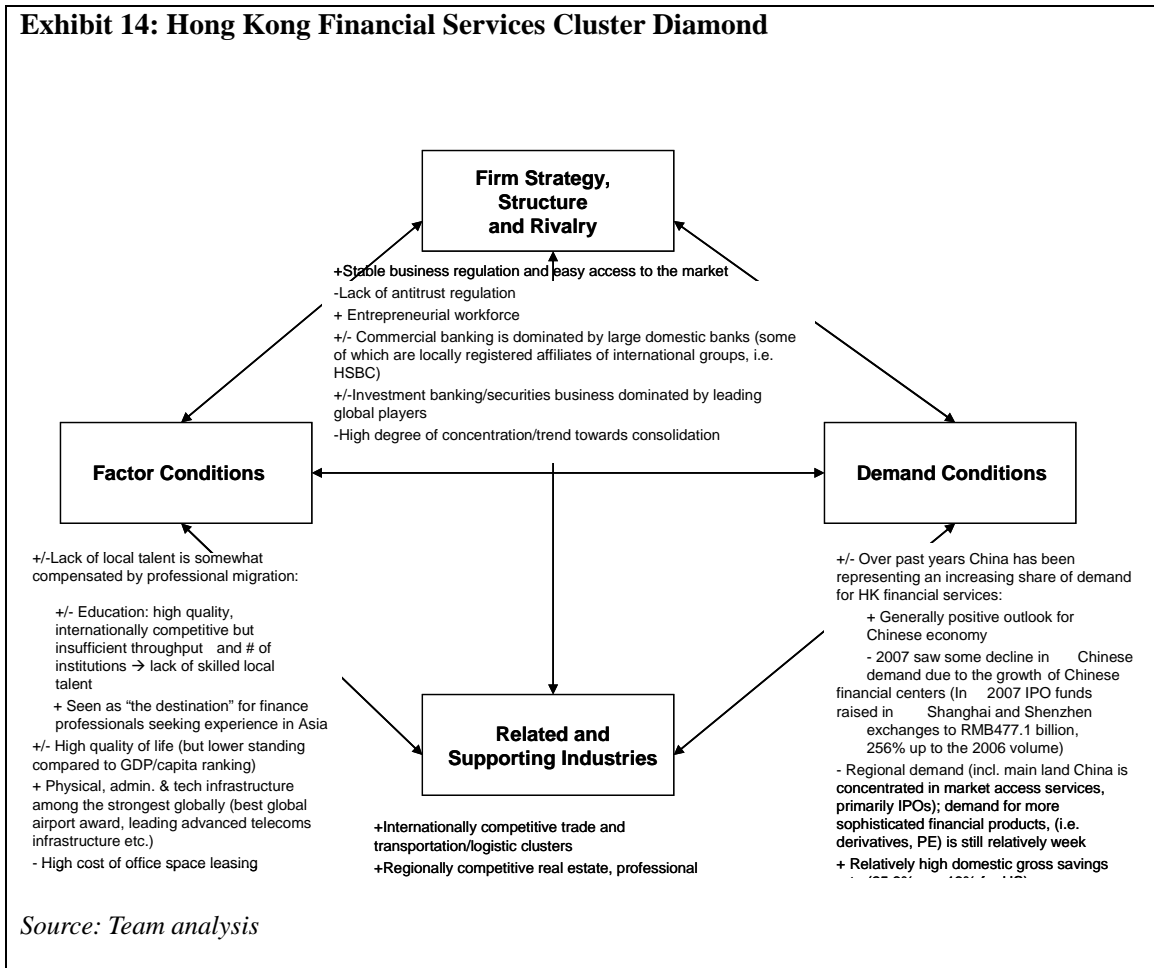 Exhibit 14: Hong Kong Financial Services Cluster Diamond
Firm Strategy,
Structure
and Rivalry
+Stable business regulation and easy access to the market
-Lack of antitrust regulation
+ Entrepreneurial workforce
+/- Commercial banking is dominated by large domestic banks (some
of which are locally registered affiliates of international groups, i.e.
HSBC)
+/-Investment banking/securities business dominated by leading
global players
-High degree of concentration/trend towards consolidation
Factor Conditions
Demand Conditions
+/-Lack of local talent is somewhat
compensated by professional migration:
+/- Education: high quality,
internationally competitive but
insufficient throughput and # of
institutions → lack of skilled local
talent
+ Seen as “the destination” for finance
professionals seeking experience in Asia
+/- High quality of life (but lower standing
compared to GDP/capita ranking)
+ Physical, admin. & tech infrastructure
among the strongest globally (best global
airport award, leading advanced telecoms
infrastructure etc.)
- High cost of office space leasing
+/- Over past years China has been
representing an increasing share of demand
for HK financial services:
+ Generally positive outlook for
Chinese economy
- 2007 saw some decline in Chinese
demand due to the growth of Chinese
financial centers (In 2007 IPO funds
raised in Shanghai and Shenzhen
exchanges to RMB477.1 billion,
256% up to the 2006 volume)
- Regional demand (incl. main land China is
concentrated in market access services,
primarily IPOs); demand for more
sophisticated financial products, (i.e.
derivatives, PE) is still relatively week
+ Relatively high domestic gross savings
Related and
Supporting Industries
+Internationally competitive trade and
transportation/logistic clusters
+Regionally competitive real estate, professional
Source: Team analysis